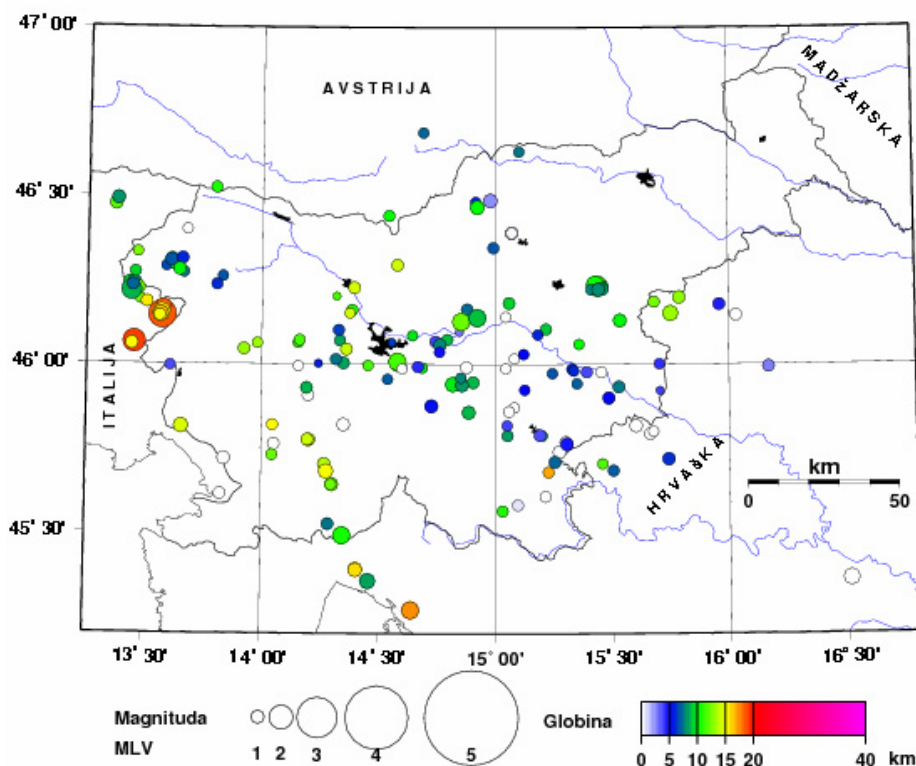 47° 00'
AVSTRIJA
MADŽARSKA
46° 30'
46° 00'
ITALIJA
HRVAŠKA
km
0 50
45° 30'
13° 30' 14° 00' 14° 30' 15° 00' 15° 30' 16° 00' 16° 30'
Magnituda
MLV
1 2 3 4 5
Globina
0 5 10 15 20 40 km